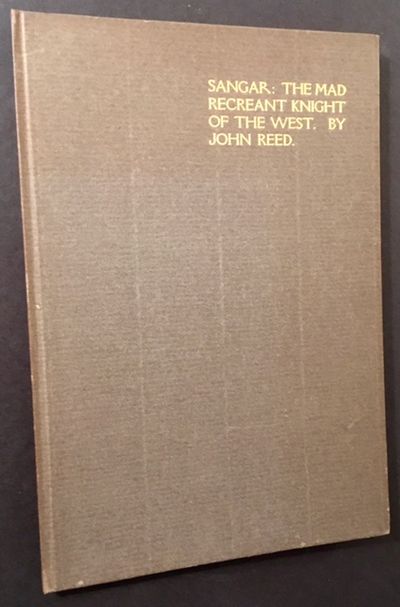 SANGAR: THE MAD
RECREANT KNIGHT
OF THE WEST. BY
JOHN REED.